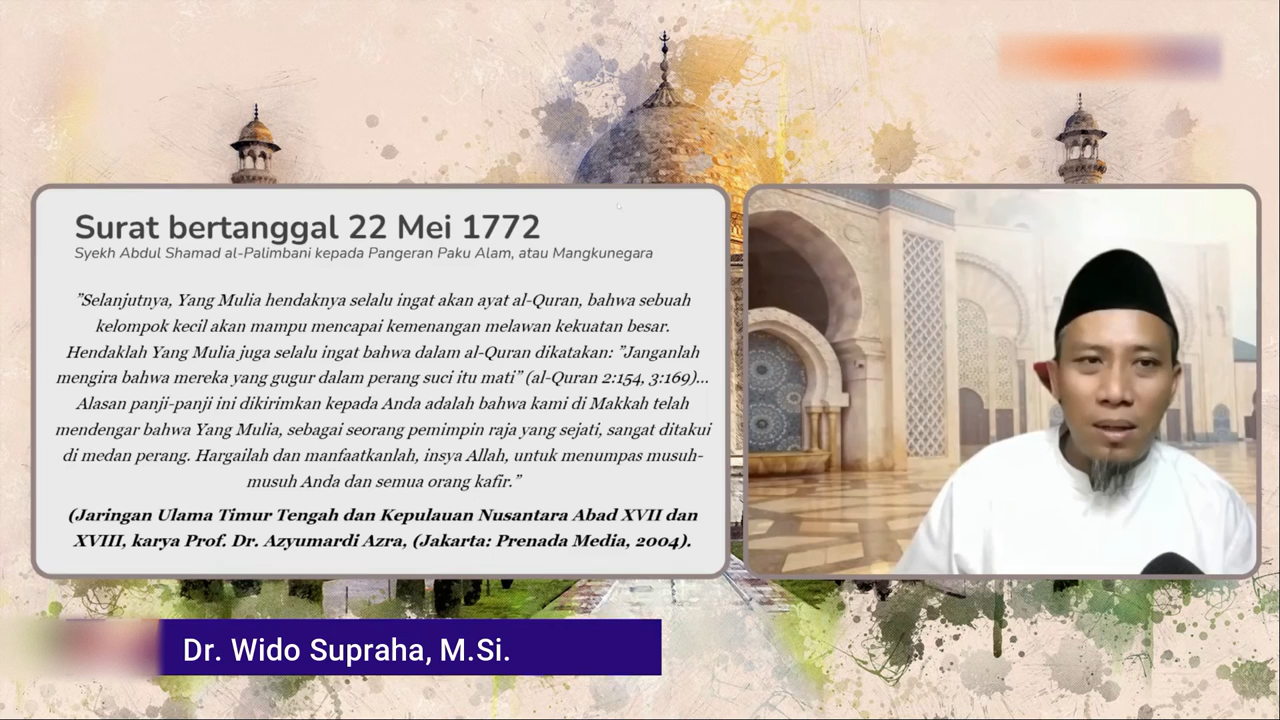 Surat bertanggal 22 Mei 1772
Syekh Abdul Shamad al-Palimbani kepada Pangeran Paku Alam, atau Mangkunegara
”Selanjutnya, Yang Mulia hendaknya selalu ingat akan ayat al-Quran, bahwa sebuah
kelompok kecil akan mampu mencapai kemenangan melawan kekuatan besar.
Hendaklah Yang Mulia juga selalu ingat bahwa dalam al-Quran dikatakan: ”Janganlah
mengira bahwa mereka yang gugur dalam perang suci itu mati” (al-Quran 2:154, 3:169)...
Alasan panji-panji ini dikirimkan kepada Anda adalah bahwa kami di Makkah telah
mendengar bahwa Yang Mulia, sebagai seorang pemimpin raja yang sejati, sangat ditakui
di medan perang. Hargailah dan manfaatkanlah, insya Allah, untuk menumpas musuh-
musuh Anda dan semua orang kafir.”
(Jaringan Ulama Timur Tengah dan Kepulauan Nusantara Abad XVII dan
XVIII, karya Prof. Dr. Azyumardi Azra, (Jakarta: Prenada Media, 2004).
Dr. Wido Supraha, M.Si.